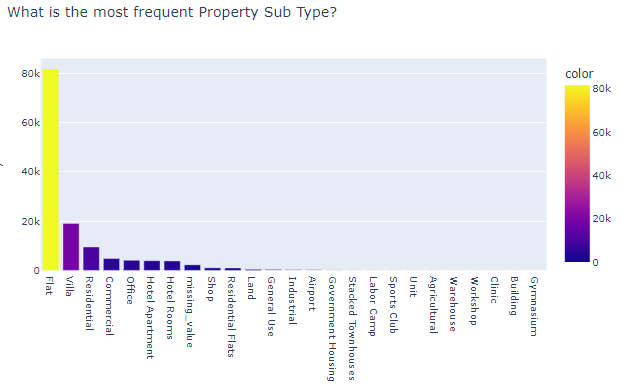 What is the most frequent Property Sub Type?
color
80k
60k
40k
20k
0
80k
60k
40k
20k
0
Flat
Villa
Residential
Commercial
Office
Hotel Apartment
Hotel Rooms
missing_value
Shop
Residential Flats
Land
General Use
Industrial
Airport
Government Housing
Stacked Townhouses
Labor Camp
Sports Club
Unit
Agricultural
Warehouse
Workshop
Clinic
Building
Gymnasium